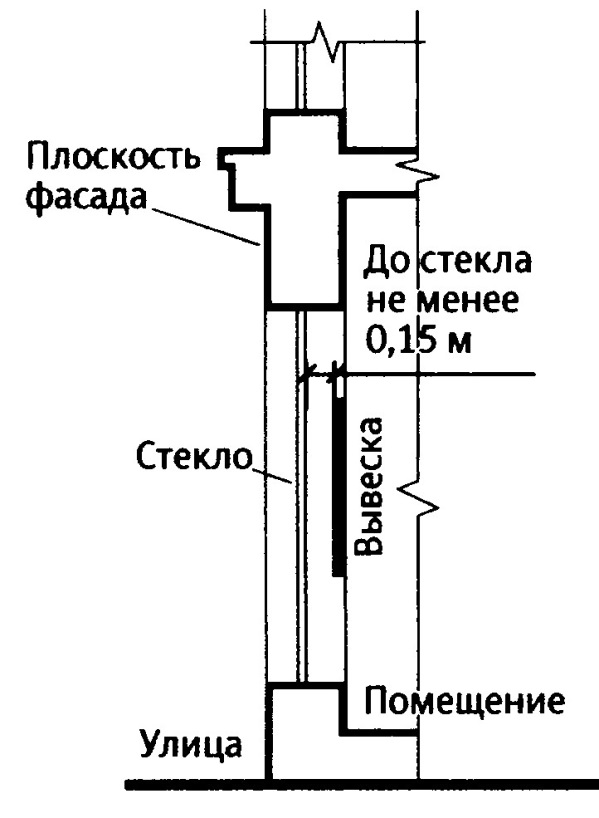 Плоскость
фасада
До стекла
не менее
0,15 м
Стекло
Вывеска
Помещение
Улица